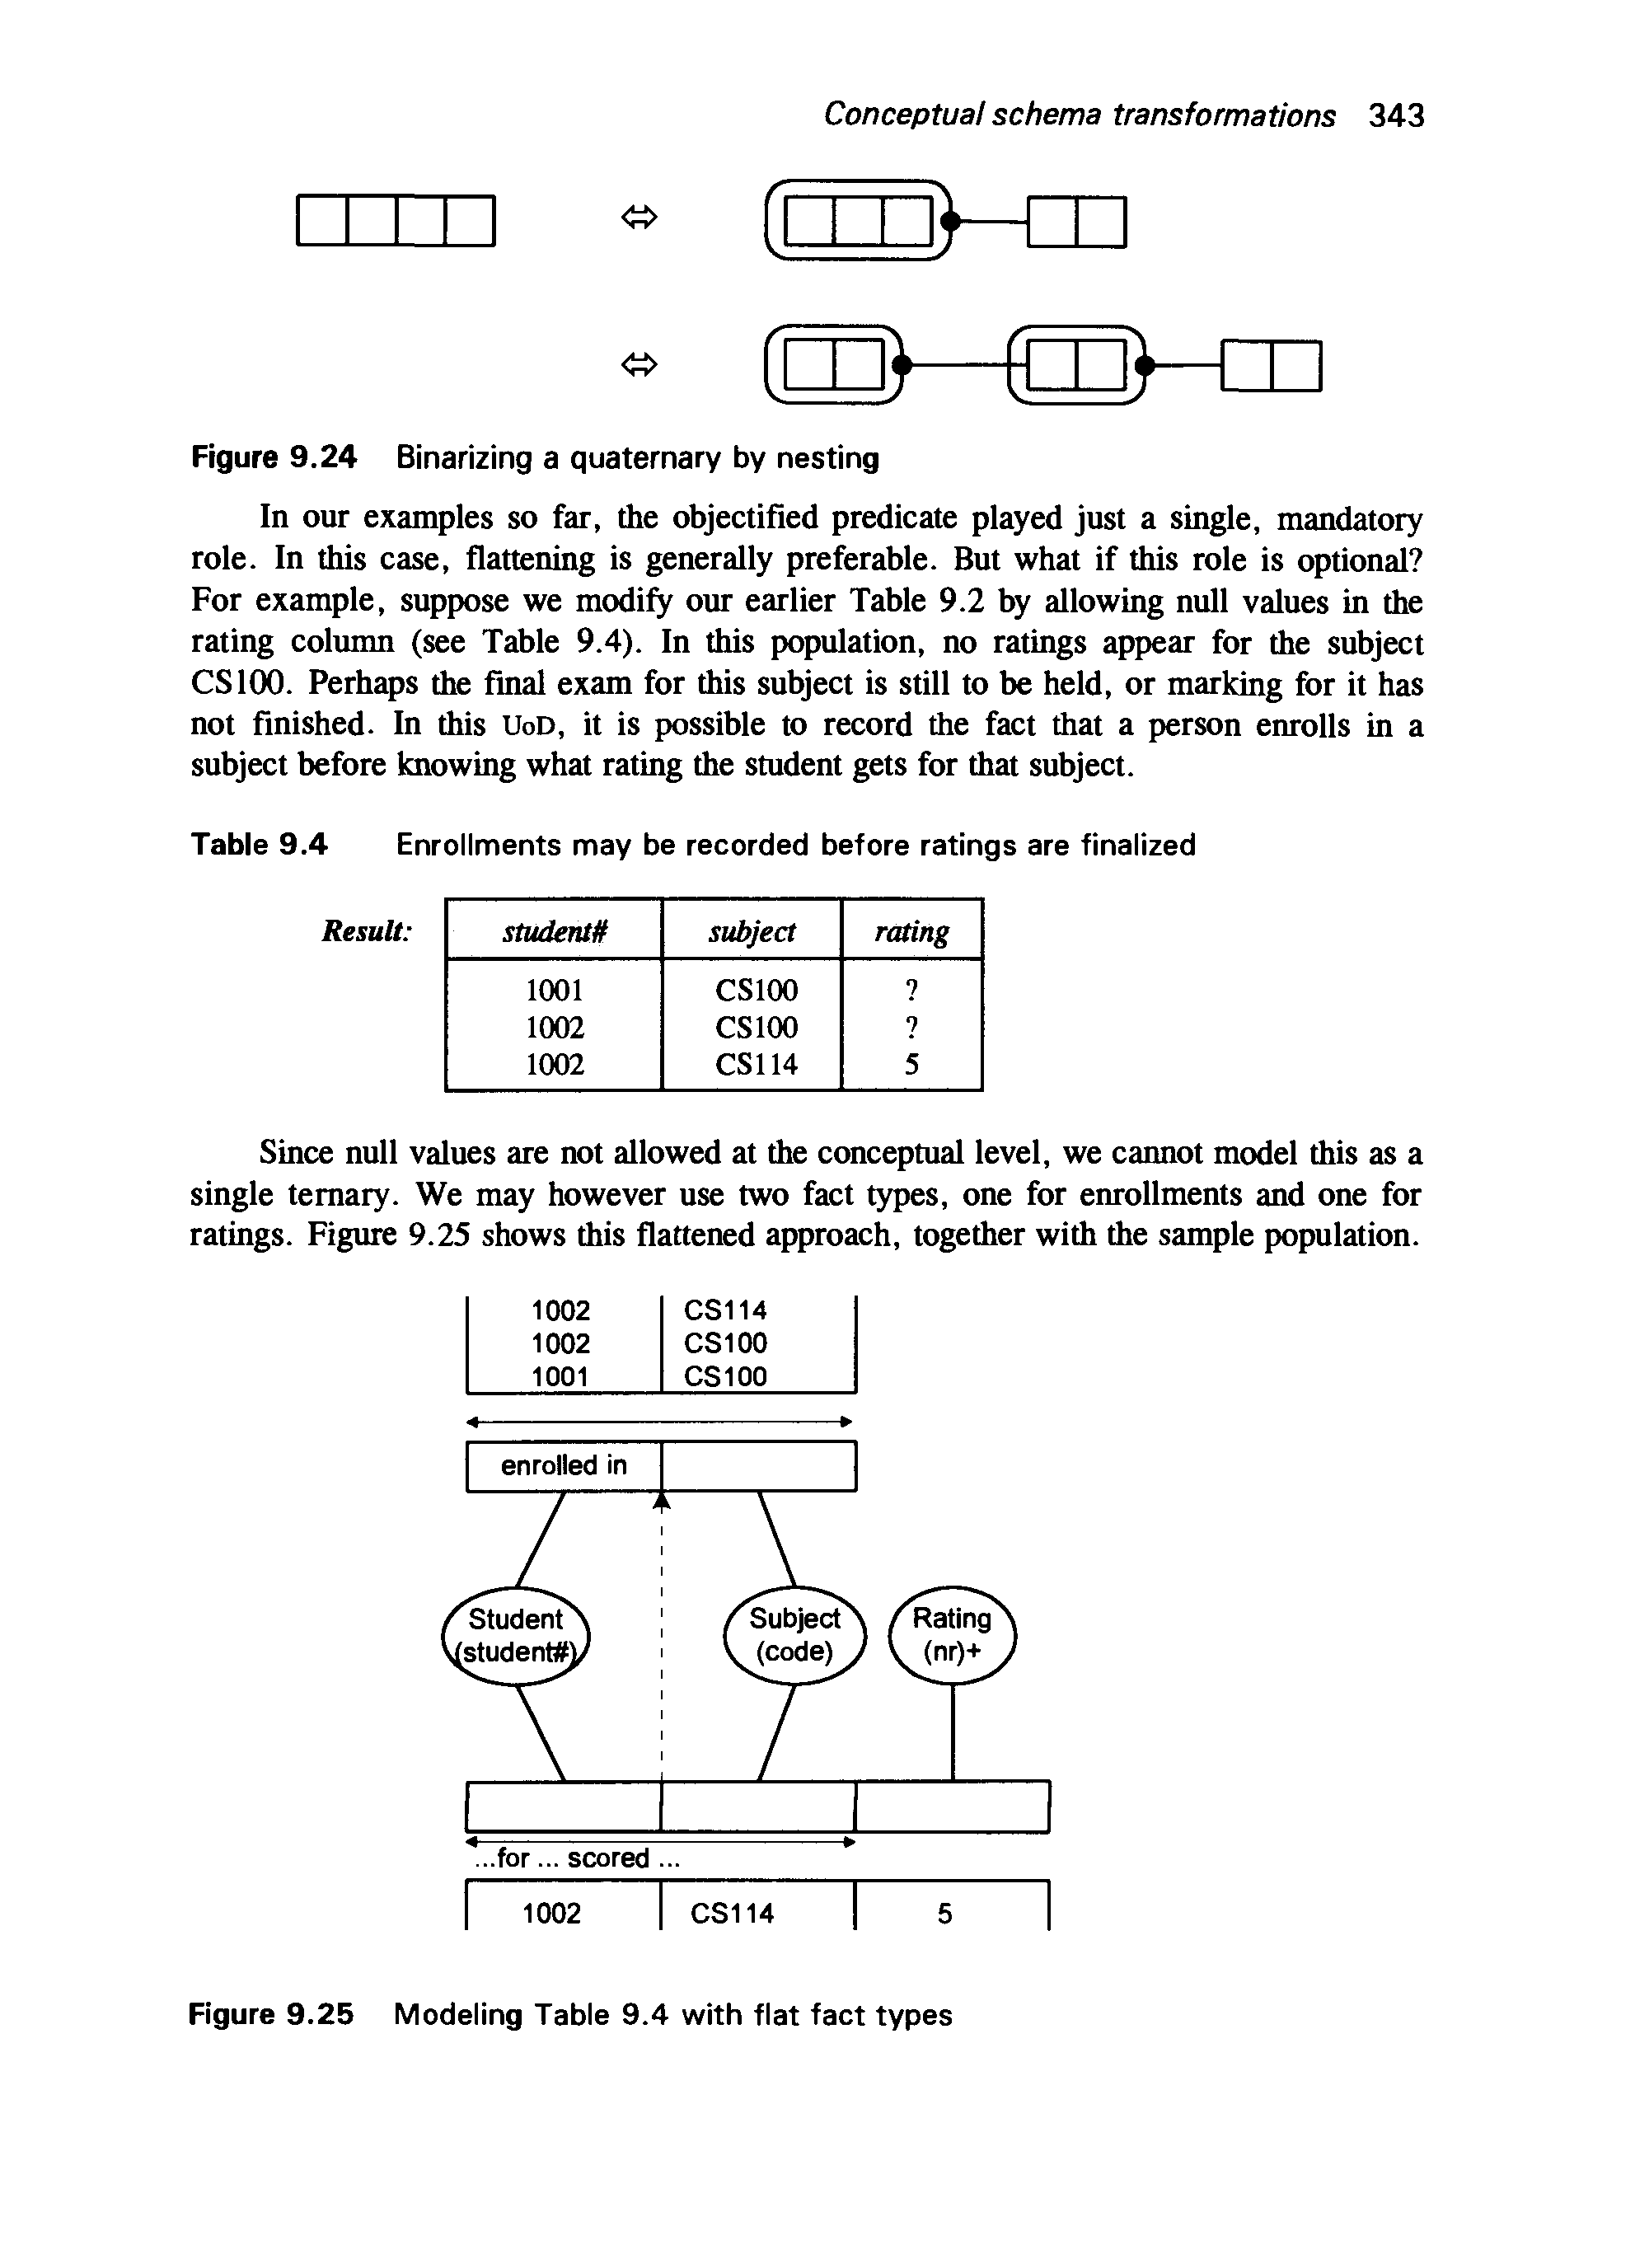 Conceptual schema transformations 343
⇔
⇔
Figure 9.24 Binarizing a quaternary by nesting
In our examples so far, the objectified predicate played just a single, mandatory
role. In this case, flattening is generally preferable. But what if this role is optional?
For example, suppose we modify our earlier Table 9.2 by allowing null values in the
rating column (see Table 9.4). In this population, no ratings appear for the subject
CS100. Perhaps the final exam for this subject is still to be held, or marking for it has
not finished. In this UoD, it is possible to record the fact that a person enrolls in a
subject before knowing what rating the student gets for that subject.
Table 9.4 Enrollments may be recorded before ratings are finalized
Result: student# subject rating
1001 CS100 ?
1002 CS100 ?
1002 CS114 5
Since null values are not allowed at the conceptual level, we cannot model this as a
single ternary. We may however use two fact types, one for enrollments and one for
ratings. Figure 9.25 shows this flattened approach, together with the sample population.
1002 CS114
1002 CS100
1001 CS100
enrolled in
Student Subject Rating
(student#) (code) (nr)+
...for ... scored ...
1002 CS114 5
Figure 9.25 Modeling Table 9.4 with flat fact types